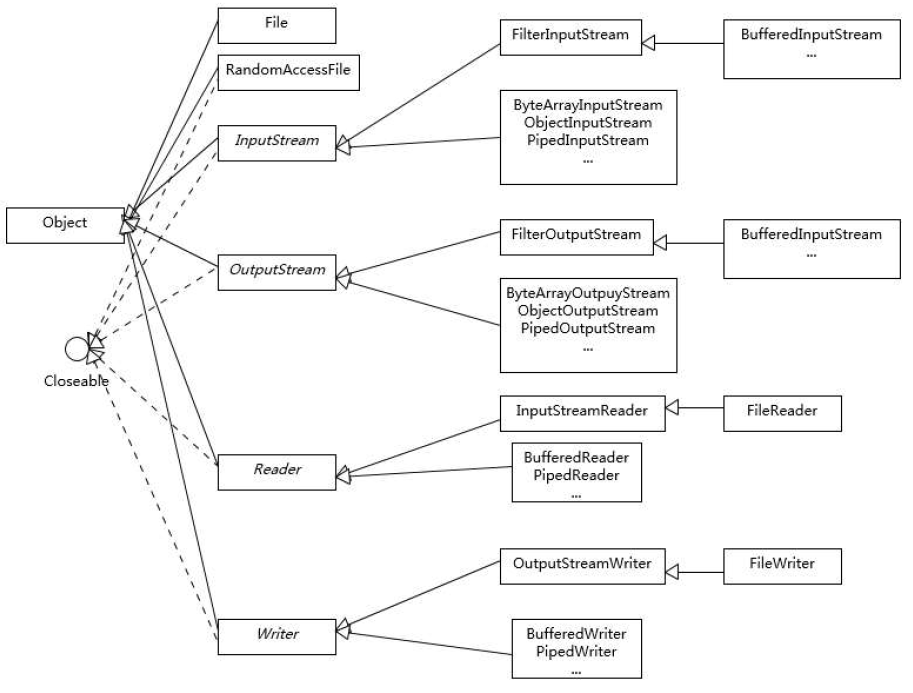 File
RandomAccessFile
InputStream
Object
OutputStream
Closeable
Reader
Writer
FilterInputStream
BufferedInputStream
...
ByteArrayInputStream
ObjectInputStream
PipedInputStream
...
FilterOutputStream
BufferedInputStream
...
ByteArrayOutpuyStream
ObjectOutputStream
PipedOutputStream
...
InputStreamReader
FileReader
BufferedReader
PipedReader
...
OutputStreamWriter
FileWriter
BufferedWriter
PipedWriter
...